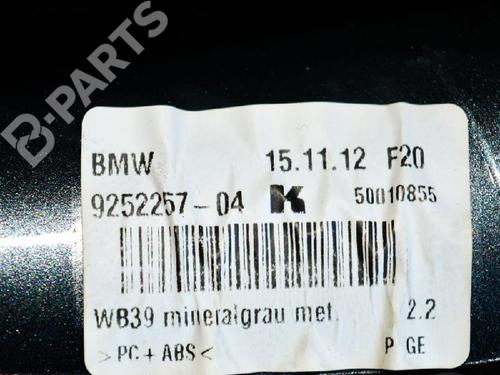 B-PARTS
BMW 15.11.12 F20
9252257-04 K 50010855
WB39 mineralgrau met. 2.2
>PC+ABS< P GE